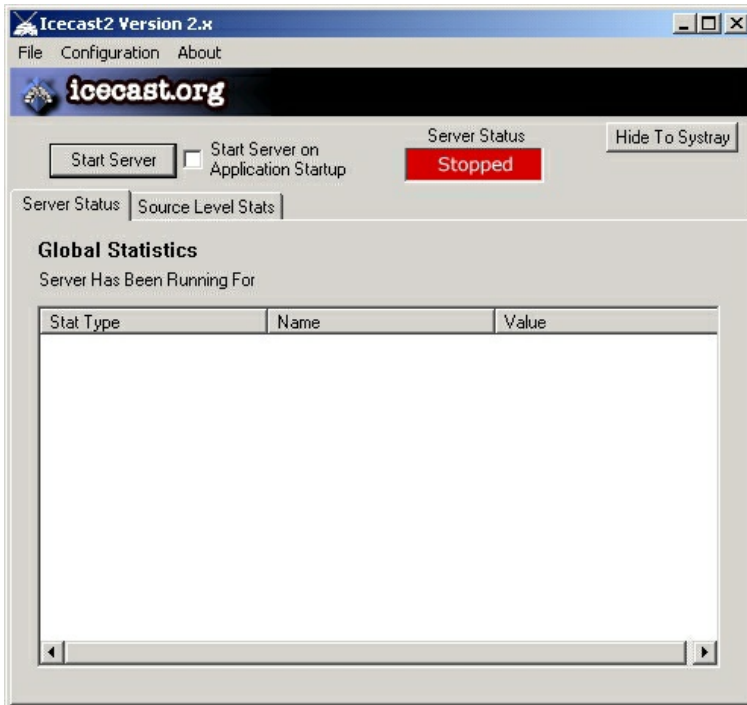 Icecast2 Version 2.x
File Configuration About
icecast.org
Start Server
Start Server on
Application Startup
Server Status
Stopped
Hide To Systray
Server Status
Source Level Stats
Global Statistics
Server Has Been Running For
Stat Type
Name
Value